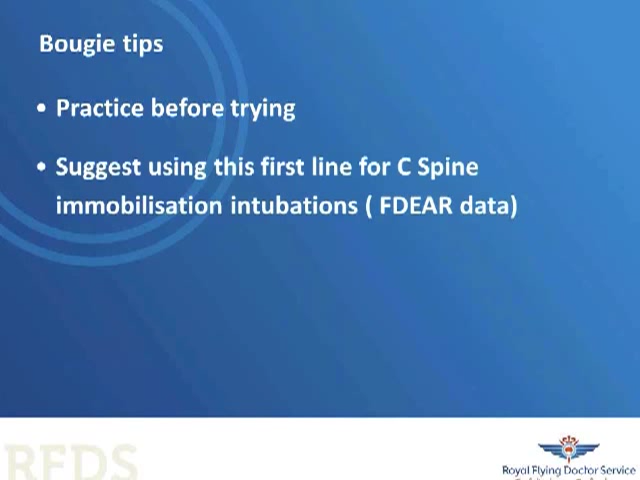 Bougie tips
• Practice before trying
• Suggest using this first line for C Spine
immobilisation intubations ( FDEAR data)
RFDS
Royal Flying Doctor Service